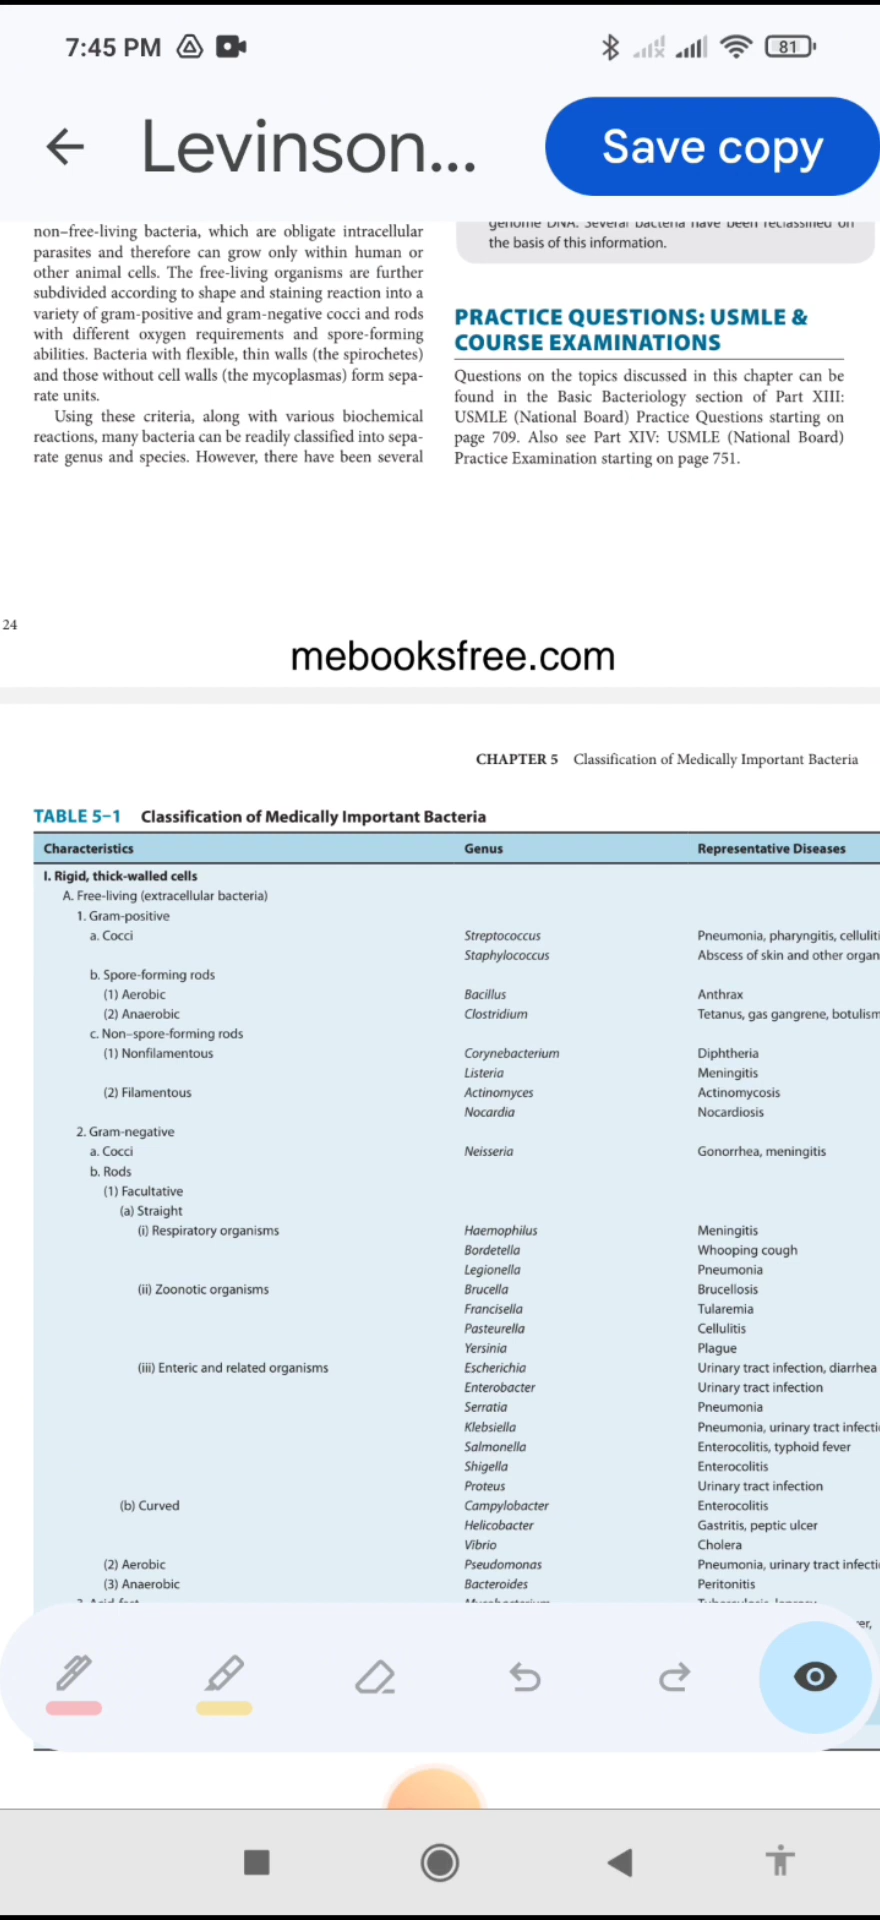 7:45 PM
81
Levinson...
Save copy
non–free-living bacteria, which are obligate intracellular
parasites and therefore can grow only within human or
other animal cells. The free-living organisms are further
subdivided according to shape and staining reaction into a
variety of gram-positive and gram-negative cocci and rods
with different oxygen requirements and spore-forming
abilities. Bacteria with flexible, thin walls (the spirochetes)
and those without cell walls (the mycoplasmas) form sepa-
rate units.
Using these criteria, along with various biochemical
reactions, many bacteria can be readily classified into sepa-
rate genus and species. However, there have been several
genome DNA. Several bacteria have been reclassified on
the basis of this information.
PRACTICE QUESTIONS: USMLE &
COURSE EXAMINATIONS
Questions on the topics discussed in this chapter can be
found in the Basic Bacteriology section of Part XIII:
USMLE (National Board) Practice Questions starting on
page 709. Also see Part XIV: USMLE (National Board)
Practice Examination starting on page 751.
24
mebooksfree.com
CHAPTER 5 Classification of Medically Important Bacteria
TABLE 5–1 Classification of Medically Important Bacteria
Characteristics Genus Representative Diseases
I. Rigid, thick-walled cells
A. Free-living (extracellular bacteria)
1. Gram-positive
a. Cocci Streptococcus Pneumonia, pharyngitis, celluliti
Staphylococcus Abscess of skin and other organ
b. Spore-forming rods
(1) Aerobic Bacillus Anthrax
(2) Anaerobic Clostridium Tetanus, gas gangrene, botulism
c. Non–spore-forming rods
(1) Nonfilamentous Corynebacterium Diphtheria
Listeria Meningitis
(2) Filamentous Actinomyces Actinomycosis
Nocardia Nocardiosis
2. Gram-negative
a. Cocci Neisseria Gonorrhea, meningitis
b. Rods
(1) Facultative
(a) Straight
(i) Respiratory organisms Haemophilus Meningitis
Bordetella Whooping cough
Legionella Pneumonia
(ii) Zoonotic organisms Brucella Brucellosis
Francisella Tularemia
Pasteurella Cellulitis
Yersinia Plague
(iii) Enteric and related organisms Escherichia Urinary tract infection, diarrhea
Enterobacter Urinary tract infection
Serratia Pneumonia
Klebsiella Pneumonia, urinary tract infecti
Salmonella Enterocolitis, typhoid fever
Shigella Enterocolitis
Proteus Urinary tract infection
(b) Curved Campylobacter Enterocolitis
Helicobacter Gastritis, peptic ulcer
Vibrio Cholera
(2) Aerobic Pseudomonas Pneumonia, urinary tract infecti
(3) Anaerobic Bacteroides Peritonitis
er,